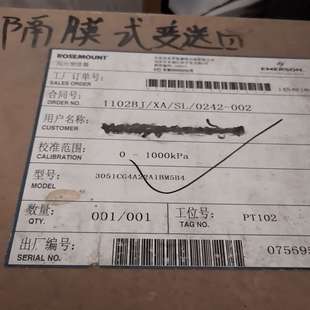 隔膜式变送
ROSEMOUNT
EMERSON
工厂订单号:
SALES ORDER
合同号:
ORDER NO.
1102BJ/XA/SL/0242-002
用户名称:
CUSTOMER
校准范围:
CALIBRATION
0 - 1000kPa
型号:
MODEL
3051CG4A22A1BM5B4
数量:
QTY.
001/001
工位号:
TAG NO.
PT102
出厂编号:
SERIAL NO.
075695